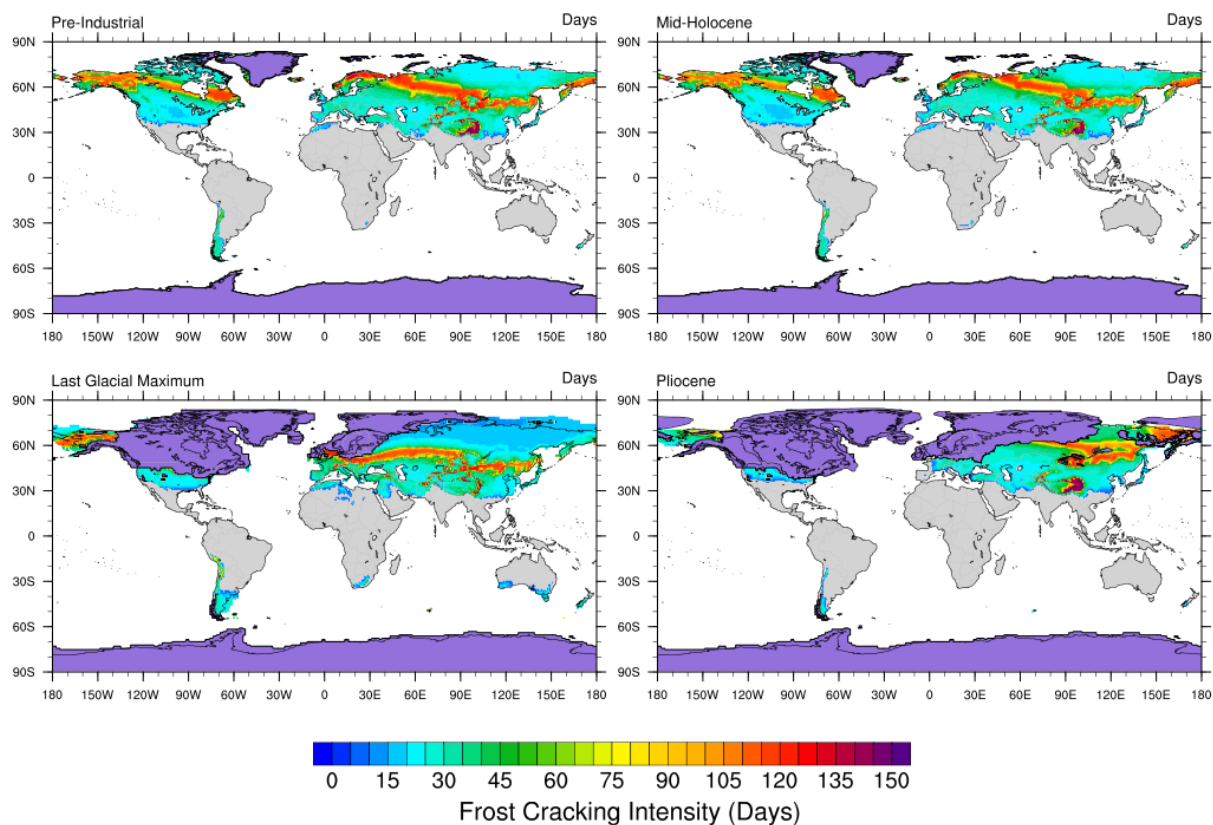 Pre-Industrial Days
90N
60N
30N
0
30S
60S
90S
180 150W 120W 90W 60W 30W 0 30E 60E 90E 120E 150E 180
Mid-Holocene Days
90N
60N
30N
0
30S
60S
90S
180 150W 120W 90W 60W 30W 0 30E 60E 90E 120E 150E 180
Last Glacial Maximum Days
90N
60N
30N
0
30S
60S
90S
180 150W 120W 90W 60W 30W 0 30E 60E 90E 120E 150E 180
Pliocene Days
90N
60N
30N
0
30S
60S
90S
180 150W 120W 90W 60W 30W 0 30E 60E 90E 120E 150E 180
0 15 30 45 60 75 90 105 120 135 150
Frost Cracking Intensity (Days)